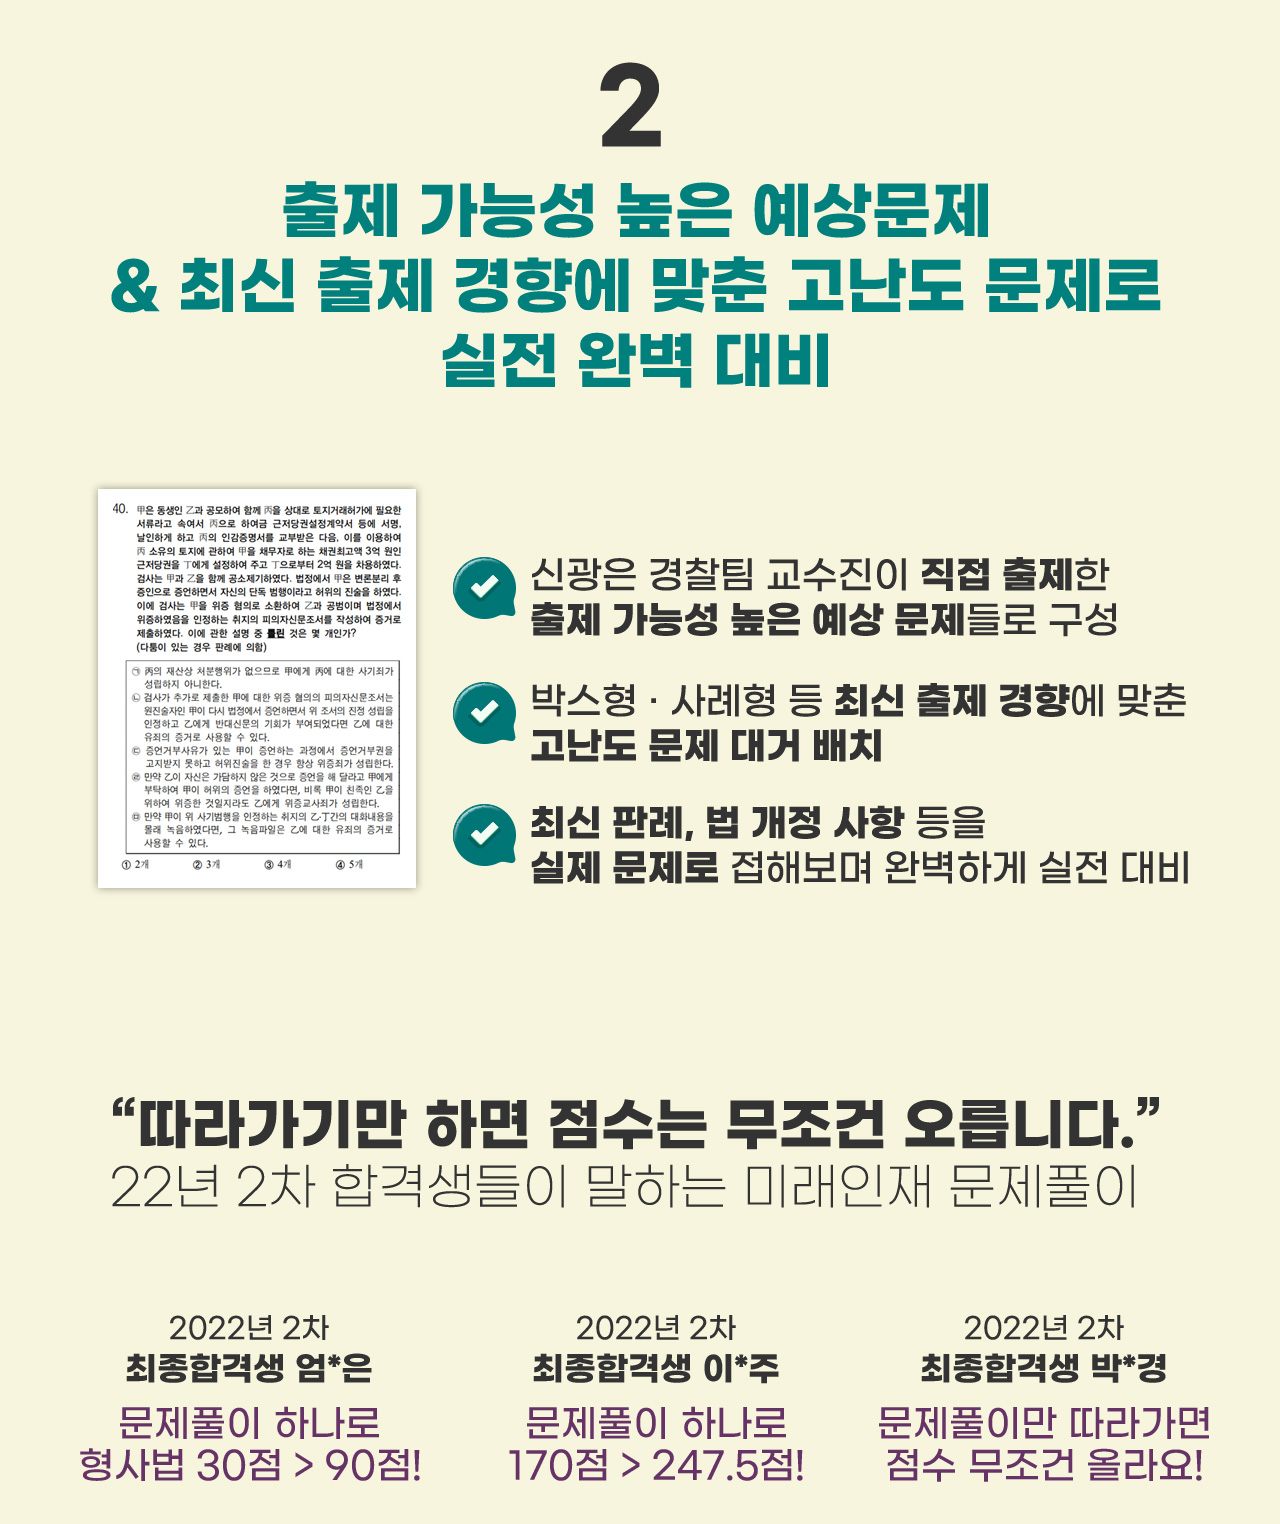 2
출제 가능성 높은 예상문제
& 최신 출제 경향에 맞춘 고난도 문제로
실전 완벽 대비
40. 甲은 동생인 乙과 공모하여 함께 丙을 상대로 토지거래허가에 필요한
서류라고 속여서 丙으로 하여금 근저당권설정계약서 등에 서명,
날인하게 하고 丙의 인감증명서를 교부받은 다음, 이를 이용하여
丙 소유의 토지에 관하여 甲을 채무자로 하는 채권최고액 3억 원인
근저당권을 丁에게 설정하여 주고 丁으로부터 2억 원을 차용하였다.
검사는 甲과 乙을 함께 공소제기하였다. 법정에서 甲은 변론분리 후
증인으로 증언하면서 자신의 단독 범행이라고 허위의 진술을 하였다.
이에 검사는 甲을 위증 혐의로 소환하여 乙과 공범이며 법정에서
위증하였음을 인정하는 취지의 피의자신문조서를 작성하여 증거로
제출하였다. 이에 관한 설명 중 틀린 것은 몇 개인가?
(다툼이 있는 경우 판례에 의함)
㉠ 丙의 재산상 처분행위가 없으므로 甲에게 丙에 대한 사기죄가
성립하지 아니한다.
㉡ 검사가 추가로 제출한 甲에 대한 위증 혐의의 피의자신문조서는
원진술자인 甲이 다시 법정에서 증언하면서 위 조서의 진정 성립을
인정하고 乙에게 반대신문의 기회가 부여되었다면 乙에 대한
유죄의 증거로 사용할 수 있다.
㉢ 증언거부사유가 있는 甲이 증언하는 과정에서 증언거부권을
고지받지 못하고 허위진술을 한 경우 항상 위증죄가 성립한다.
㉣ 만약 乙이 자신은 가담하지 않은 것으로 증언을 해 달라고 甲에게
부탁하여 甲이 허위의 증언을 하였다면, 비록 甲이 친족인 乙을
위하여 위증한 것일지라도 乙에게 위증교사죄가 성립한다.
㉤ 만약 甲이 위 사기범행을 인정하는 취지의 乙·丁간의 대화내용을
몰래 녹음하였다면, 그 녹음파일은 乙에 대한 유죄의 증거로
사용할 수 있다.
① 2개 ② 3개 ③ 4개 ④ 5개
신광은 경찰팀 교수진이 직접 출제한
출제 가능성 높은 예상 문제들로 구성
박스형 · 사례형 등 최신 출제 경향에 맞춘
고난도 문제 대거 배치
최신 판례, 법 개정 사항 등을
실제 문제로 접해보며 완벽하게 실전 대비
“따라가기만 하면 점수는 무조건 오릅니다.”
22년 2차 합격생들이 말하는 미래인재 문제풀이
2022년 2차
최종합격생 엄*은
문제풀이 하나로
형사법 30점 > 90점!
2022년 2차
최종합격생 이*주
문제풀이 하나로
170점 > 247.5점!
2022년 2차
최종합격생 박*경
문제풀이만 따라가면
점수 무조건 올라요!